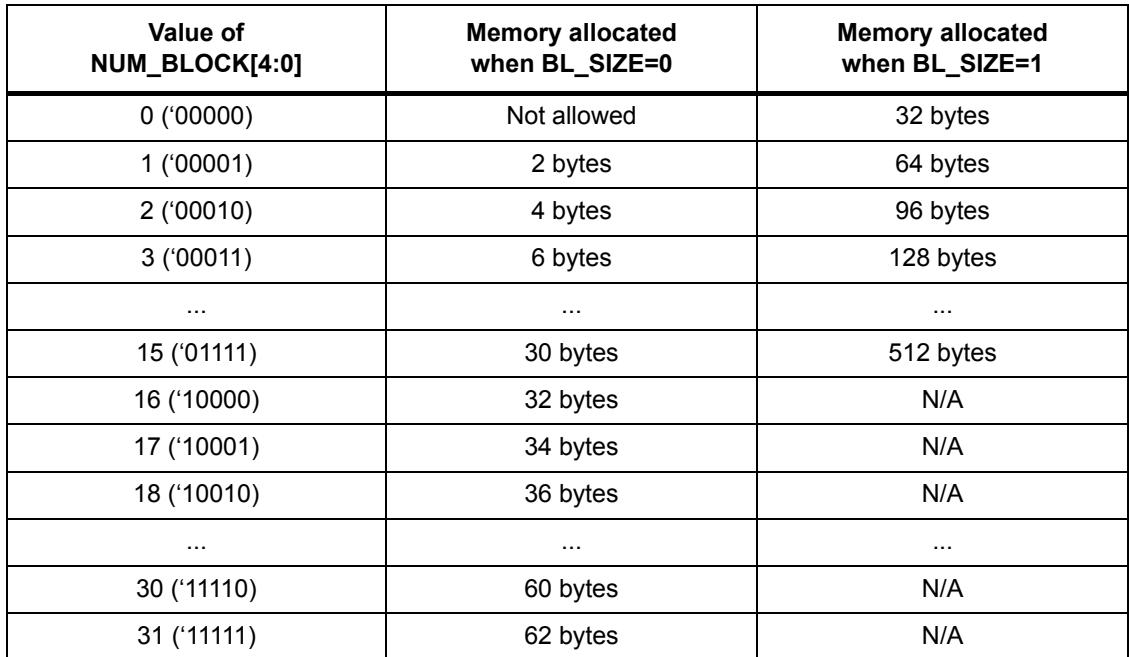 Value of NUM_BLOCK[4:0] Memory allocated when BL_SIZE=0 Memory allocated when BL_SIZE=1
0 (‘00000) Not allowed 32 bytes
1 (‘00001) 2 bytes 64 bytes
2 (‘00010) 4 bytes 96 bytes
3 (‘00011) 6 bytes 128 bytes
... ... ...
15 (‘01111) 30 bytes 512 bytes
16 (‘10000) 32 bytes N/A
17 (‘10001) 34 bytes N/A
18 (‘10010) 36 bytes N/A
... ... ...
30 (‘11110) 60 bytes N/A
31 (‘11111) 62 bytes N/A